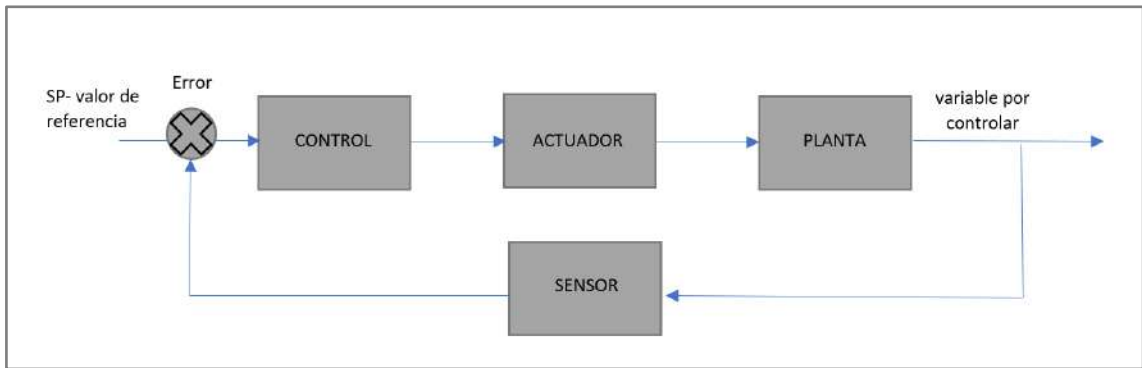 Error
SP- valor de
referencia
CONTROL
ACTUADOR
PLANTA
variable por
controlar
SENSOR